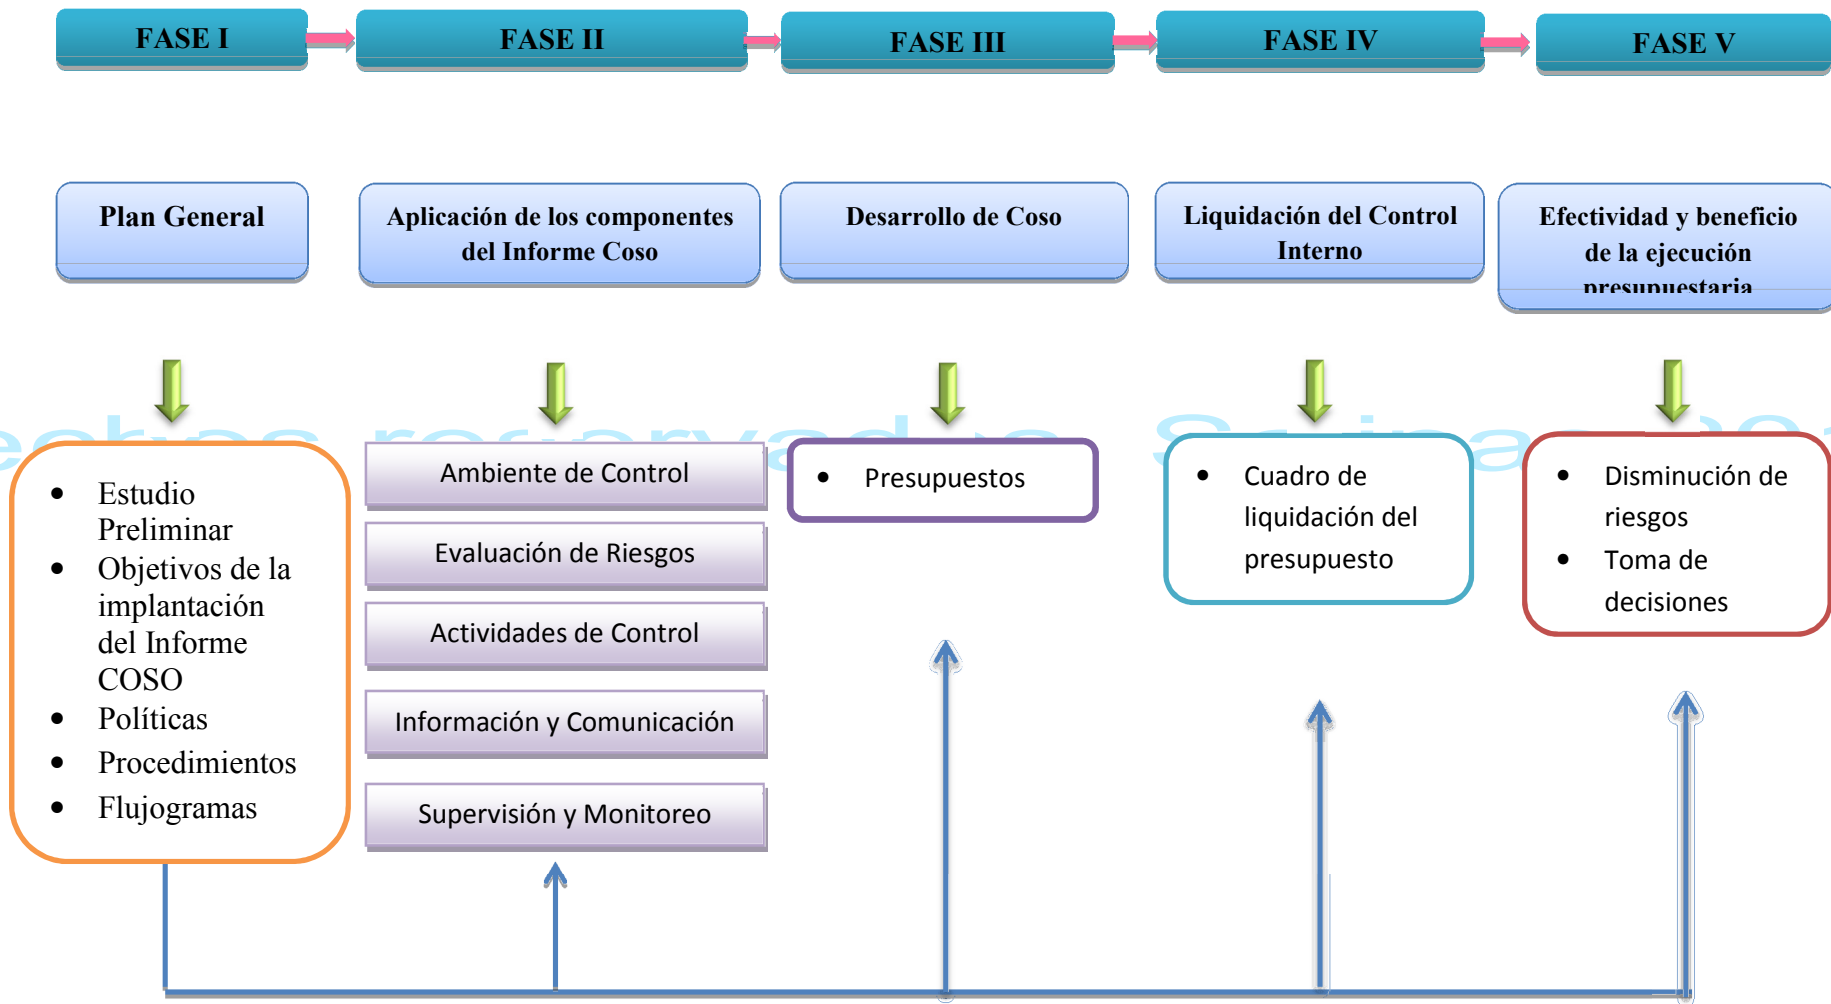 FASE I
FASE II
FASE III
FASE IV
FASE V
Plan General
Aplicación de los componentes
del Informe Coso
Desarrollo de Coso
Liquidación del Control
Interno
Efectividad y beneficio
de la ejecución
presupuestaria
• Estudio
Preliminar
• Objetivos de la
implantación
del Informe
COSO
• Políticas
• Procedimientos
• Flujogramas
Ambiente de Control
Evaluación de Riesgos
Actividades de Control
Información y Comunicación
Supervisión y Monitoreo
• Presupuestos
• Cuadro de
liquidación del
presupuesto
• Disminución de
riesgos
• Toma de
decisiones